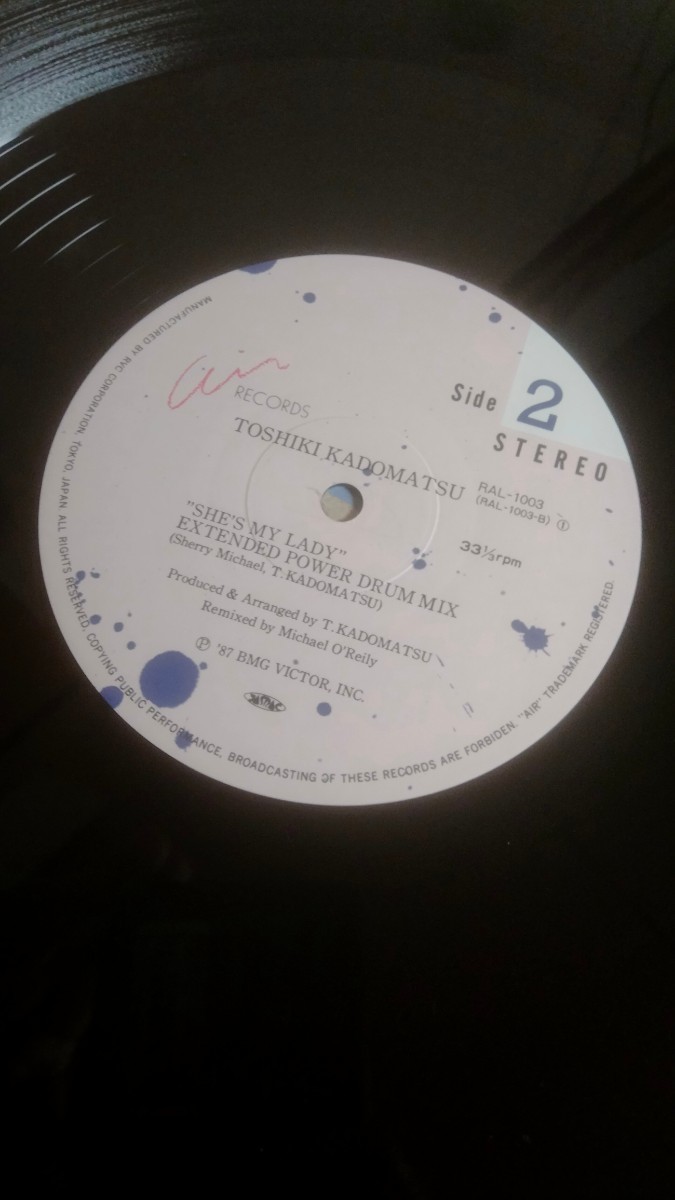 air
RECORDS
Side 2
STEREO
TOSHIKI KADOMATSU
RAL-1003
(RAL-1003-B) Ⓘ
33⅓rpm
"SHE'S MY LADY"
EXTENDED POWER DRUM MIX
(Sherry Michael, T.KADOMATSU)
Produced & Arranged by T.KADOMATSU
Remixed by Michael O'Reily
Ⓟ '87 BMG VICTOR, INC.
MANUFACTURED BY RVC CORPORATION, TOKYO, JAPAN. ALL RIGHTS RESERVED. COPYING PUBLIC PERFORMANCE, BROADCASTING OF THESE RECORDS ARE FORBIDEN. "AIR" TRADEMARK REGISTERED.